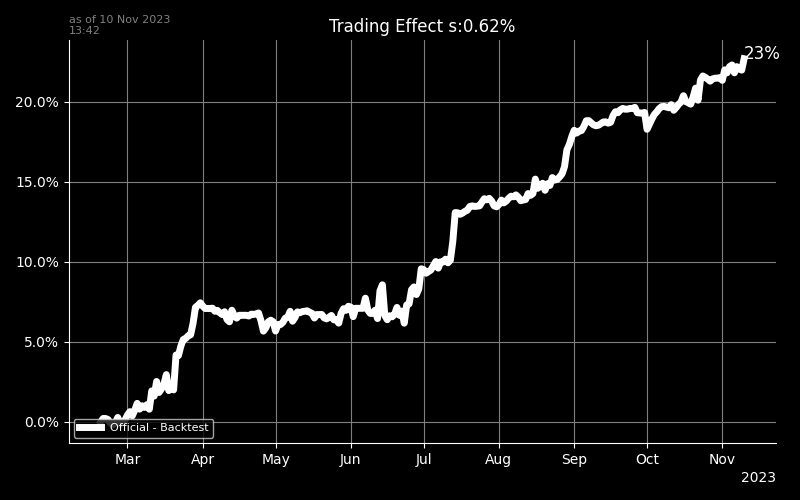 as of 10 Nov 2023
13:42
Trading Effect s:0.62%
23%
20.0%
15.0%
10.0%
5.0%
0.0%
Official - Backtest
Mar Apr May Jun Jul Aug Sep Oct Nov
2023